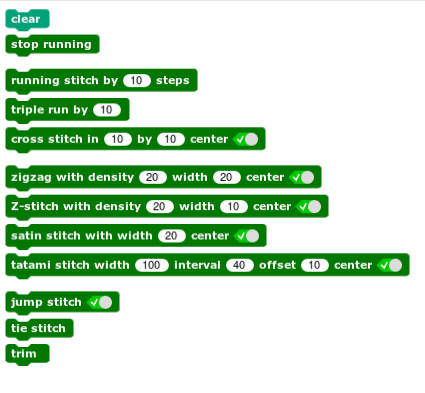 clear
stop running
running stitch by 10 steps
triple run by 10
cross stitch in 10 by 10 center
zigzag with density 20 width 20 center
Z-stitch with density 20 width 10 center
satin stitch with width 20 center
tatami stitch width 100 interval 40 offset 10 center
jump stitch
tie stitch
trim